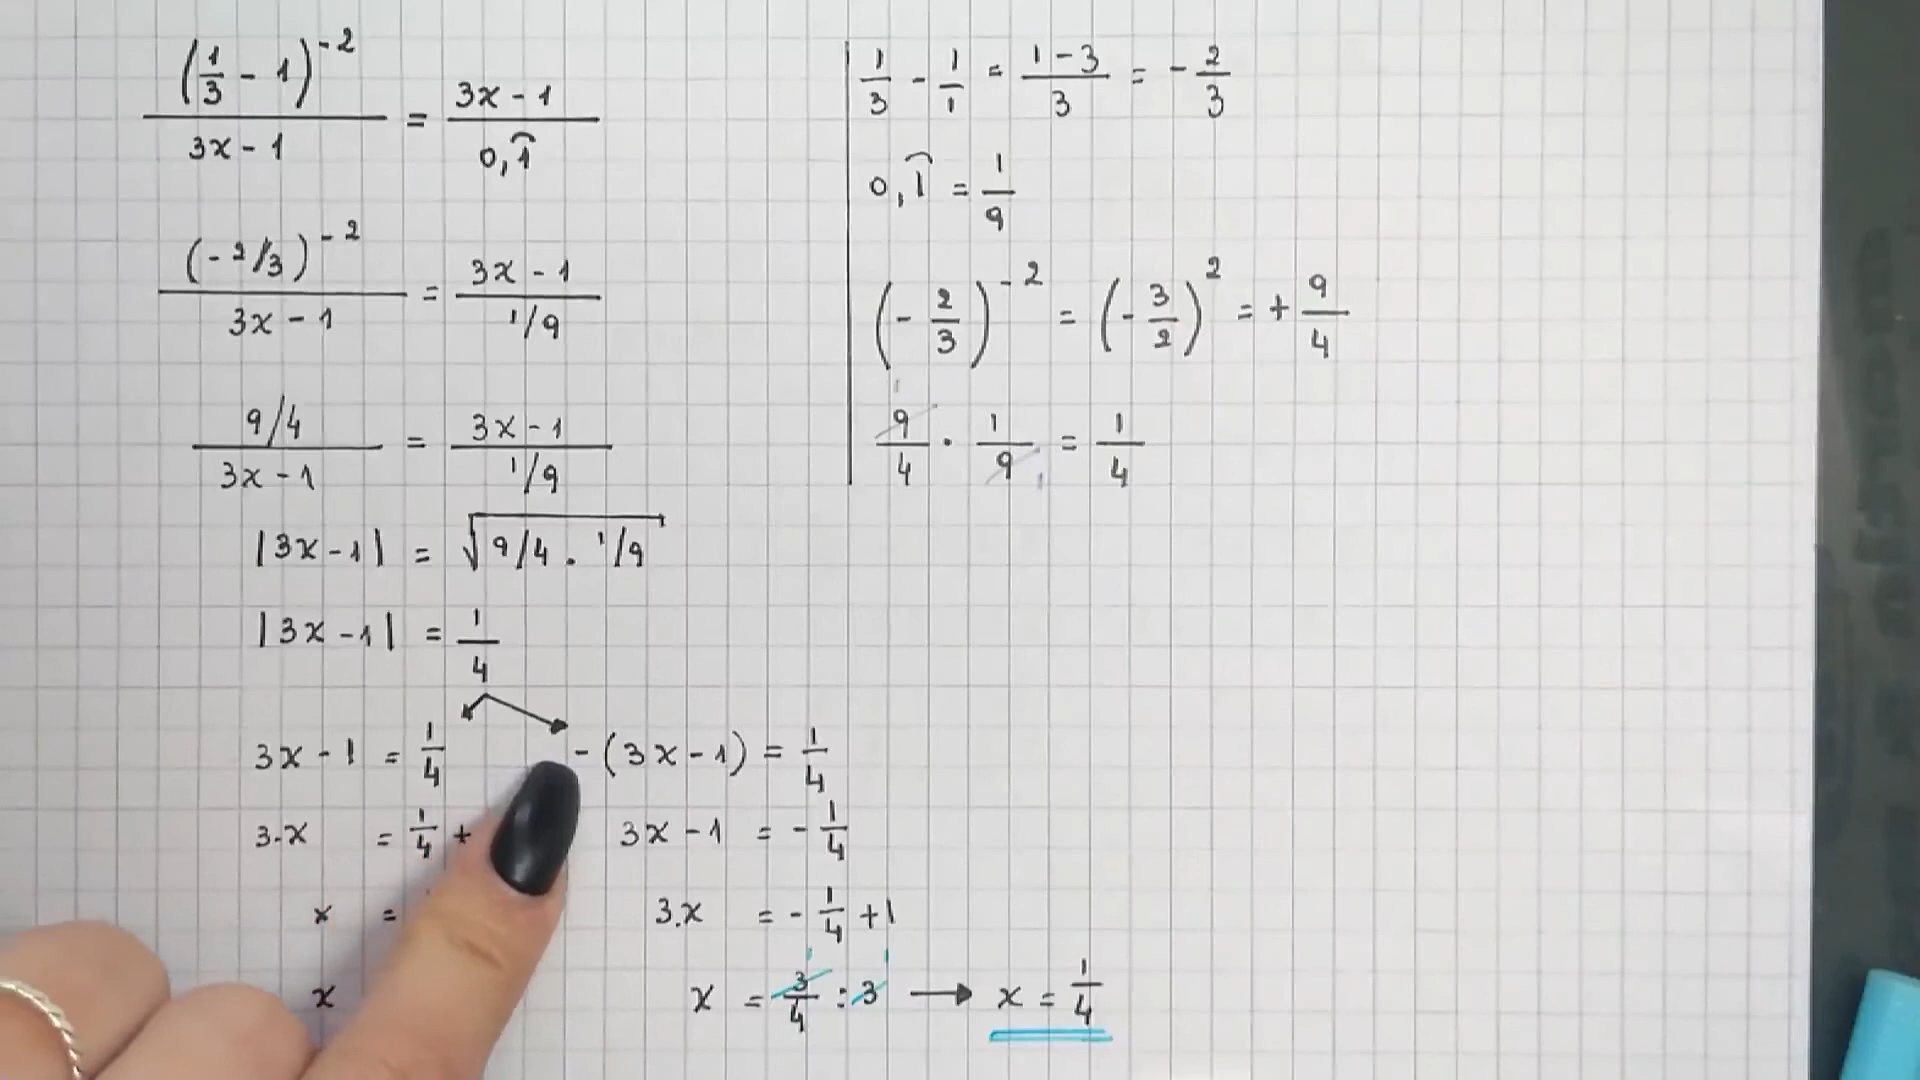 (1/3 - 1)^-2 / 3x - 1 = 3x - 1 / 0,1̂
(-2/3)^-2 / 3x - 1 = 3x - 1 / 1/9
9/4 / 3x - 1 = 3x - 1 / 1/9
|3x - 1| = √9/4 . 1/9
|3x - 1| = 1/4
3x - 1 = 1/4
3.x = 1/4 +
x =
x
-(3x - 1) = 1/4
3x - 1 = -1/4
3.x = -1/4 + 1
x = 3/4 : 3 → x = 1/4
1/3 - 1/1 = 1 - 3 / 3 = -2/3
0,1̂ = 1/9
(-2/3)^-2 = (-3/2)^2 = +9/4
9/4 . 1/9 = 1/4